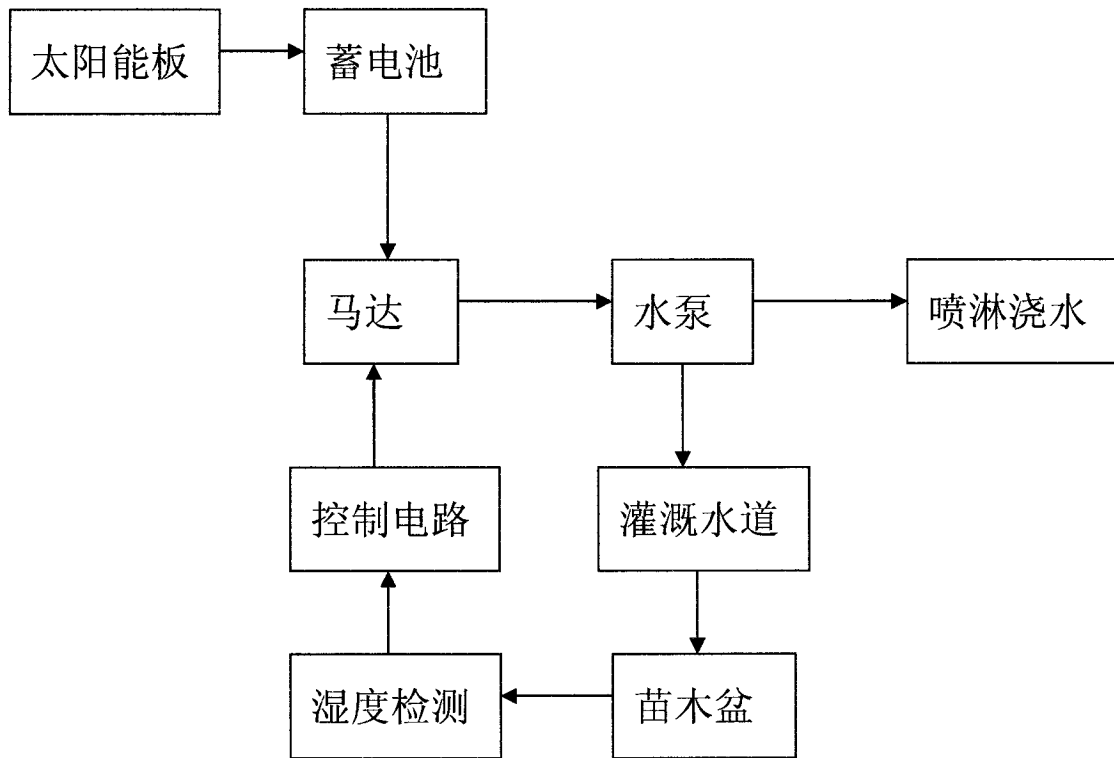 太阳能板
蓄电池
马达
水泵
喷淋浇水
控制电路
灌溉水道
湿度检测
苗木盆